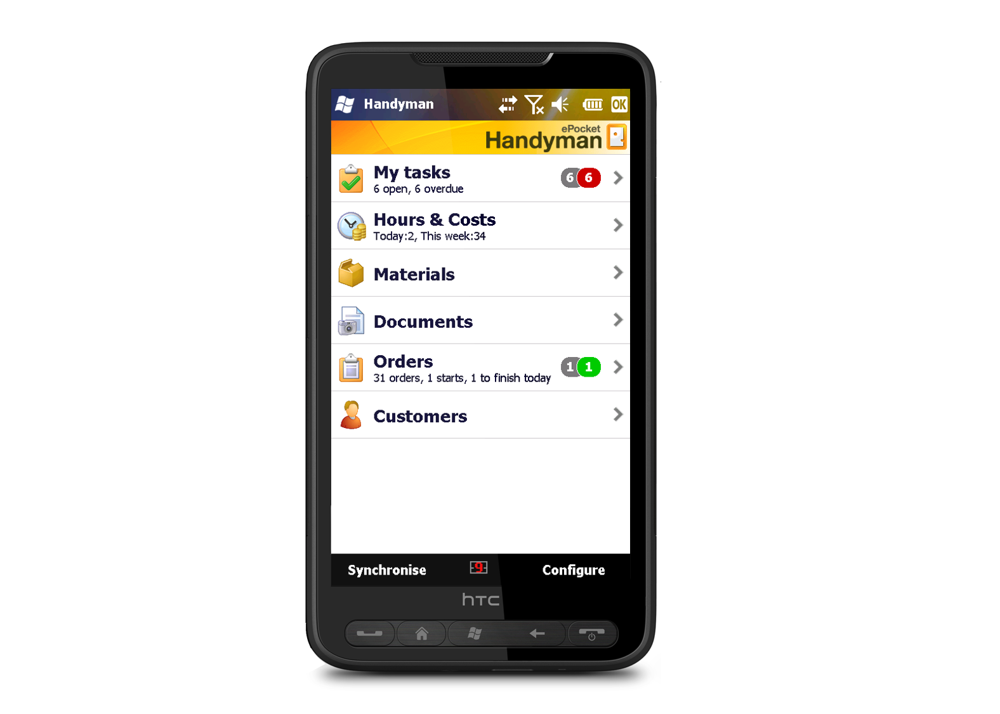 Handyman
OK
ePocket
Handyman
My tasks
6 open, 6 overdue
6 6
Hours & Costs
Today:2, This week:34
Materials
Documents
Orders
31 orders, 1 starts, 1 to finish today
1 1
Customers
Synchronise 9 Configure
hTC